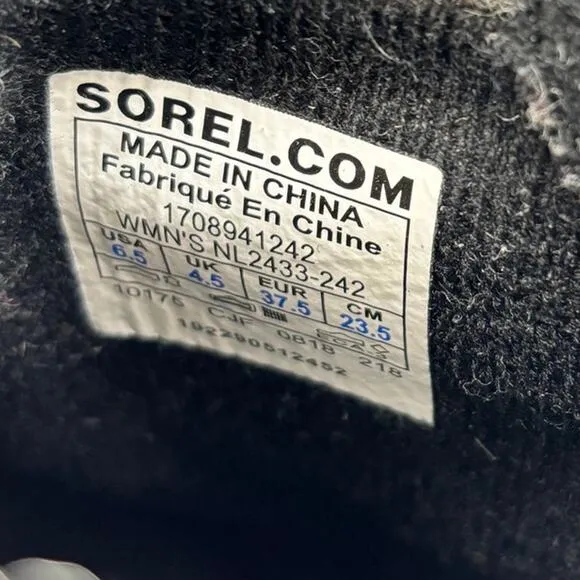 SOREL.COM
MADE IN CHINA
Fabriqué En Chine
1708941242
WMN'S NL2433-242
USA UK EUR CM
6.5 4.5 37.5 23.5
10175 CJF 0818 218
192290512452